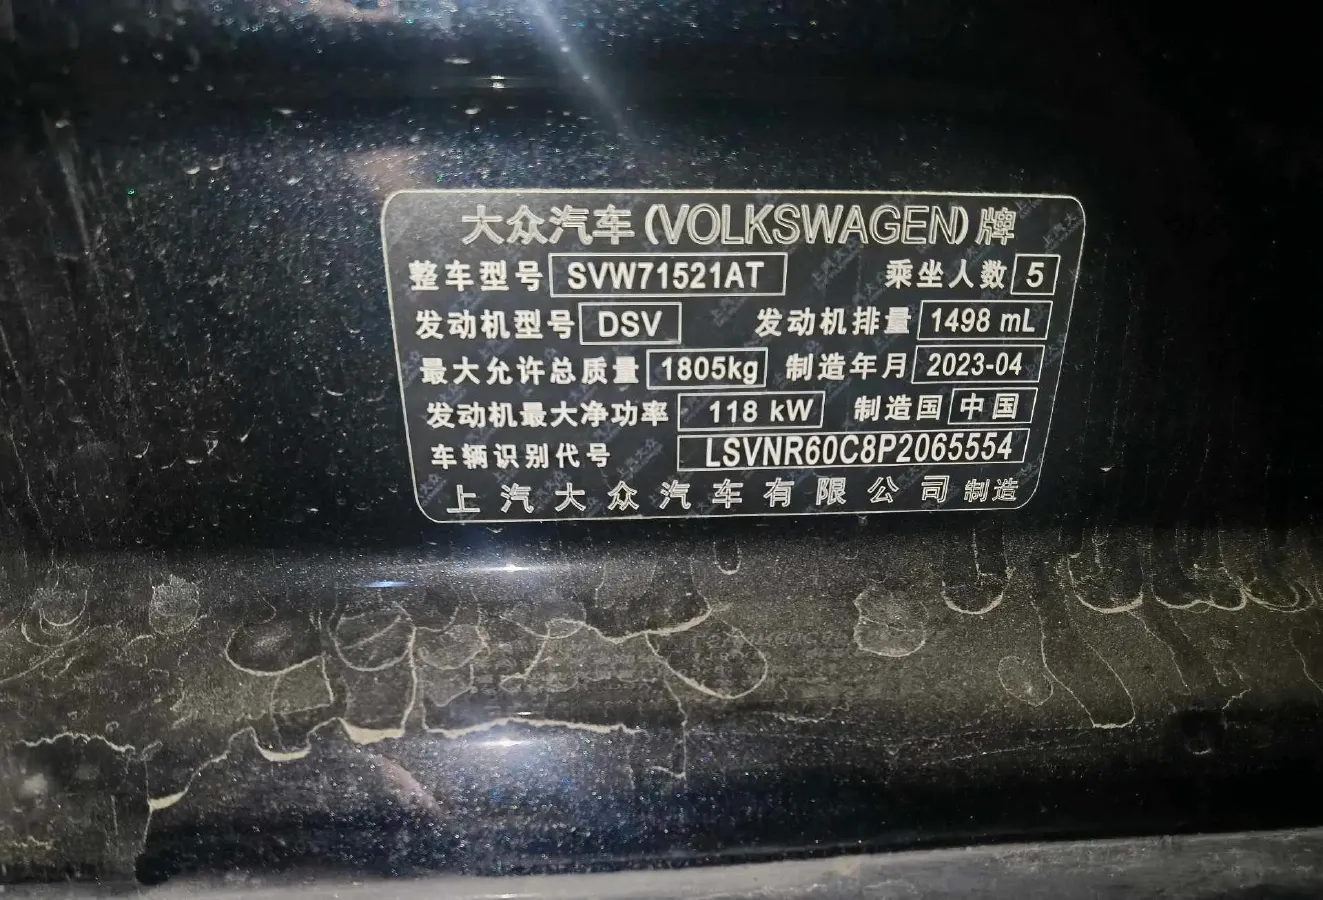 大众汽车(VOLKSWAGEN)牌
整车型号 SVW71521AT 乘坐人数 5
发动机型号 DSV 发动机排量 1498 mL
最大允许总质量 1805kg 制造年月 2023-04
发动机最大净功率 118 kW 制造国 中国
车辆识别代号 LSVNR60C8P2065554
上汽大众汽车有限公司 制造